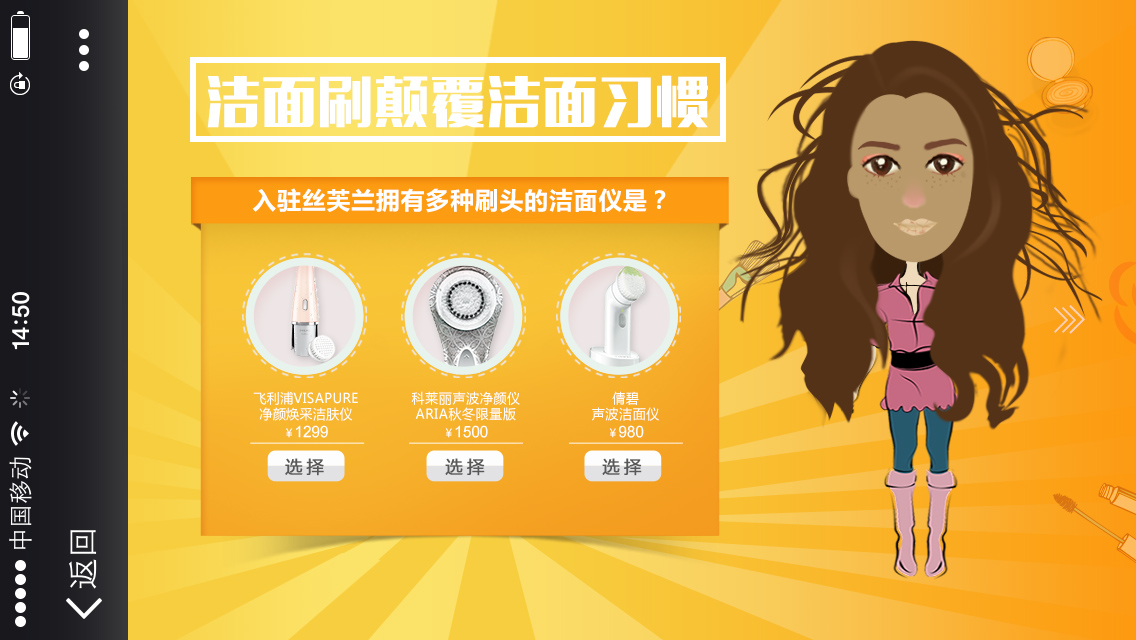 洁面刷颠覆洁面习惯
入驻丝芙兰拥有多种刷头的洁面仪是？
飞利浦VISAPURE
净颜焕采洁肤仪
¥1299
选择
科莱丽声波净颜仪
ARIA秋冬限量版
¥1500
选择
倩碧
声波洁面仪
¥980
选择
中国移动
14:50
返回